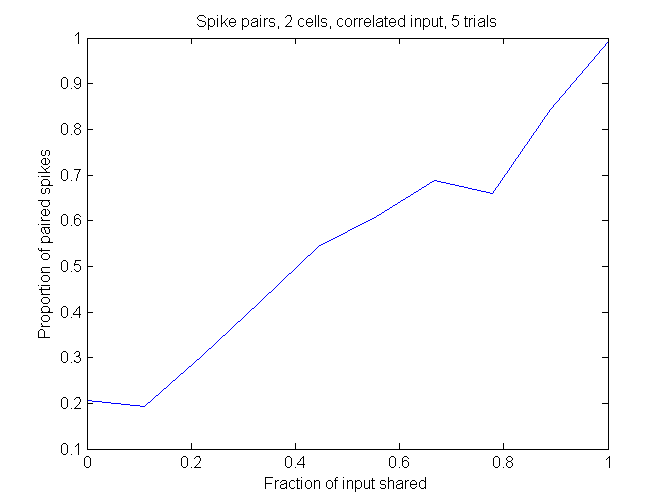 Spike pairs, 2 cells, correlated input, 5 trials
1
0.9
0.8
0.7
0.6
0.5
0.4
0.3
0.2
0.1
Proportion of paired spikes
0 0.2 0.4 0.6 0.8 1
Fraction of input shared